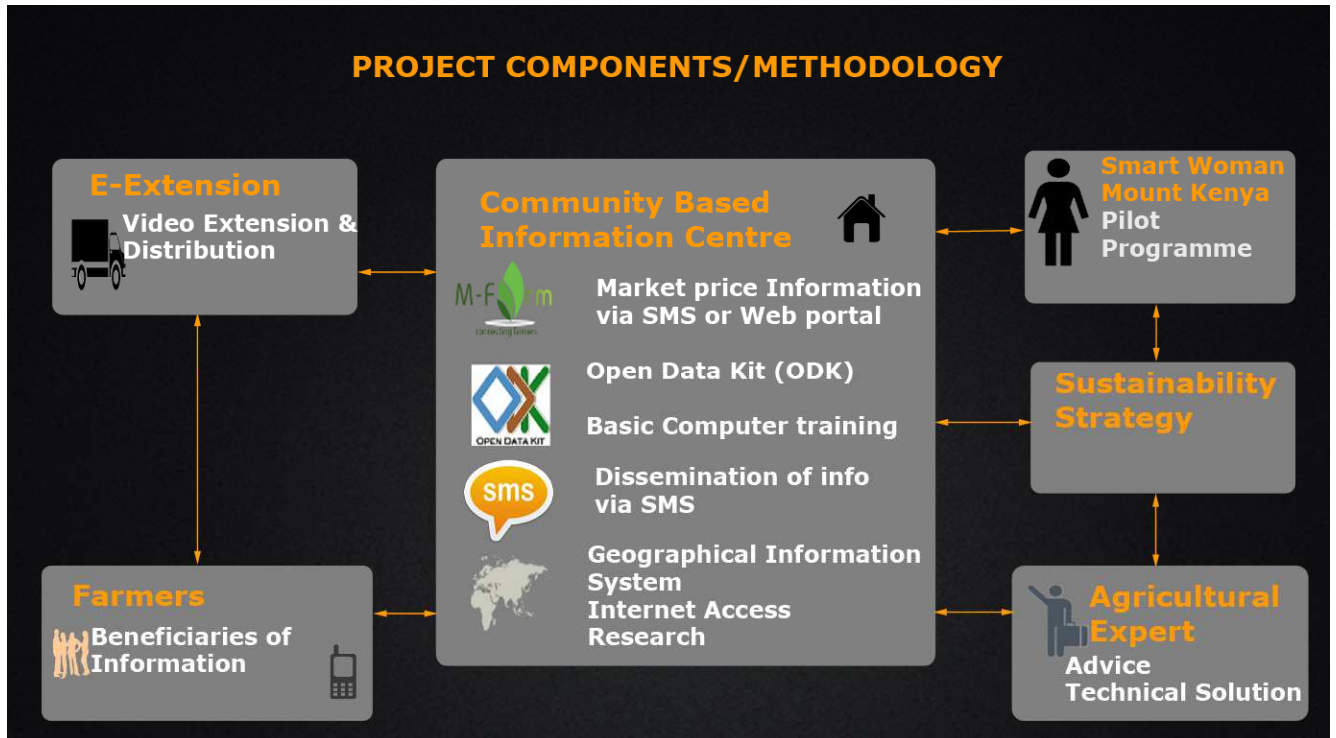 PROJECT COMPONENTS/METHODOLOGY
E-Extension
Video Extension &
Distribution
Farmers
Beneficiaries of
Information
Community Based
Information Centre
M-F m
connecting farmers
Market price Information
via SMS or Web portal
OPEN DATA KIT
Open Data Kit (ODK)
Basic Computer training
sms
Dissemination of info
via SMS
Geographical Information
System
Internet Access
Research
Smart Woman
Mount Kenya
Pilot
Programme
Sustainability
Strategy
Agricultural
Expert
Advice
Technical Solution